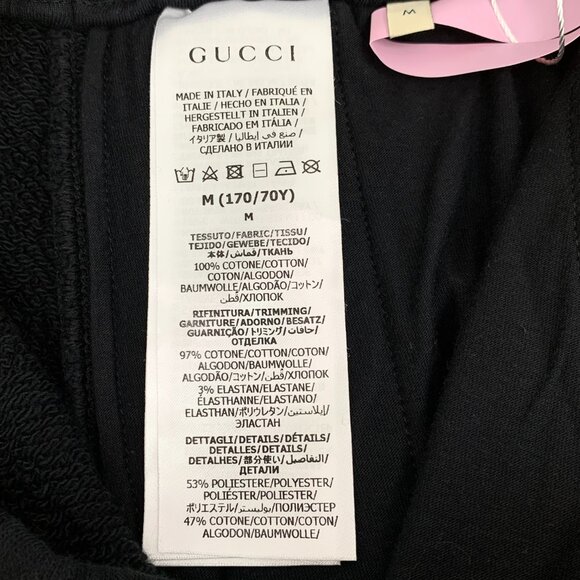 M
GUCCI
MADE IN ITALY / FABRIQUÉ EN
ITALIE / HECHO EN ITALIA /
HERGESTELLT IN ITALIEN /
FABRICADO EM ITÁLIA /
イタリア製 / صنع في إيطاليا /
СДЕЛАНО В ИТАЛИИ
M (170/70Y)
M
TESSUTO/FABRIC/TISSU/
TEJIDO/GEWEBE/TECIDO/
本体/قماش/ТКАНЬ
100% COTONE/COTTON/
COTON/ALGODON/
BAUMWOLLE/ALGODÃO/コットン
/قطن/ХЛОПОК
RIFINITURA/TRIMMING/
GARNITURE/ADORNO/BESATZ/
GUARNIÇÃO/トリミング/حافات/
ОТДЕЛКА
97% COTONE/COTTON/COTON/
ALGODON/BAUMWOLLE/
ALGODÃO/コットン/قطن/ХЛОПОК
3% ELASTAN/ELASTANE/
ÉLASTHANNE/ELASTANO/
ELASTHAN/ポリウレタン/إيلاستين/
ЭЛАСТАН
DETTAGLI/DETAILS/DÉTAILS/
DETALLES/DETAILS/
DETALHES/部分使い/التفاصيل/
ДЕТАЛИ
53% POLIESTERE/POLYESTER/
POLIÉSTER/POLIESTER/
ポリエステル/بوليستر/ПОЛИЭСТЕР
47% COTONE/COTTON/COTON/
ALGODON/BAUMWOLLE/